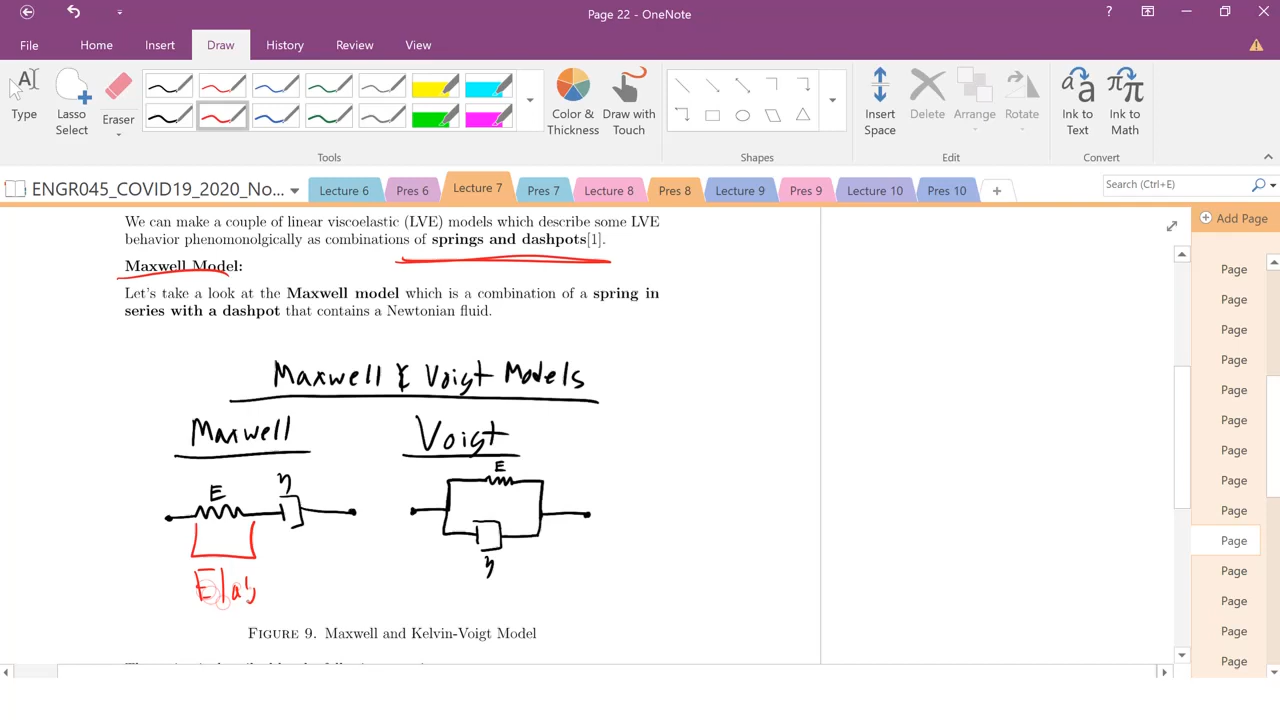 Page 22 - OneNote
?
File Home Insert Draw History Review View
Type
Lasso Select
Eraser
Color & Thickness
Draw with Touch
Insert Space
Delete
Arrange
Rotate
Ink to Text
Ink to Math
Tools
Shapes
Edit
Convert
ENGR045_COVID19_2020_No...
Lecture 6 Pres 6 Lecture 7 Pres 7 Lecture 8 Pres 8 Lecture 9 Pres 9 Lecture 10 Pres 10 +
Search (Ctrl+E)
Add Page
We can make a couple of linear viscoelastic (LVE) models which describe some LVE
behavior phenomonolgically as combinations of springs and dashpots[1].
Maxwell Model:
Let's take a look at the Maxwell model which is a combination of a spring in
series with a dashpot that contains a Newtonian fluid.
Maxwell & Voigt Models
Maxwell
Voigt
E
η
E
η
FIGURE 9. Maxwell and Kelvin-Voigt Model
Page
Page
Page
Page
Page
Page
Page
Page
Page
Page
Page
Page
Page
Page